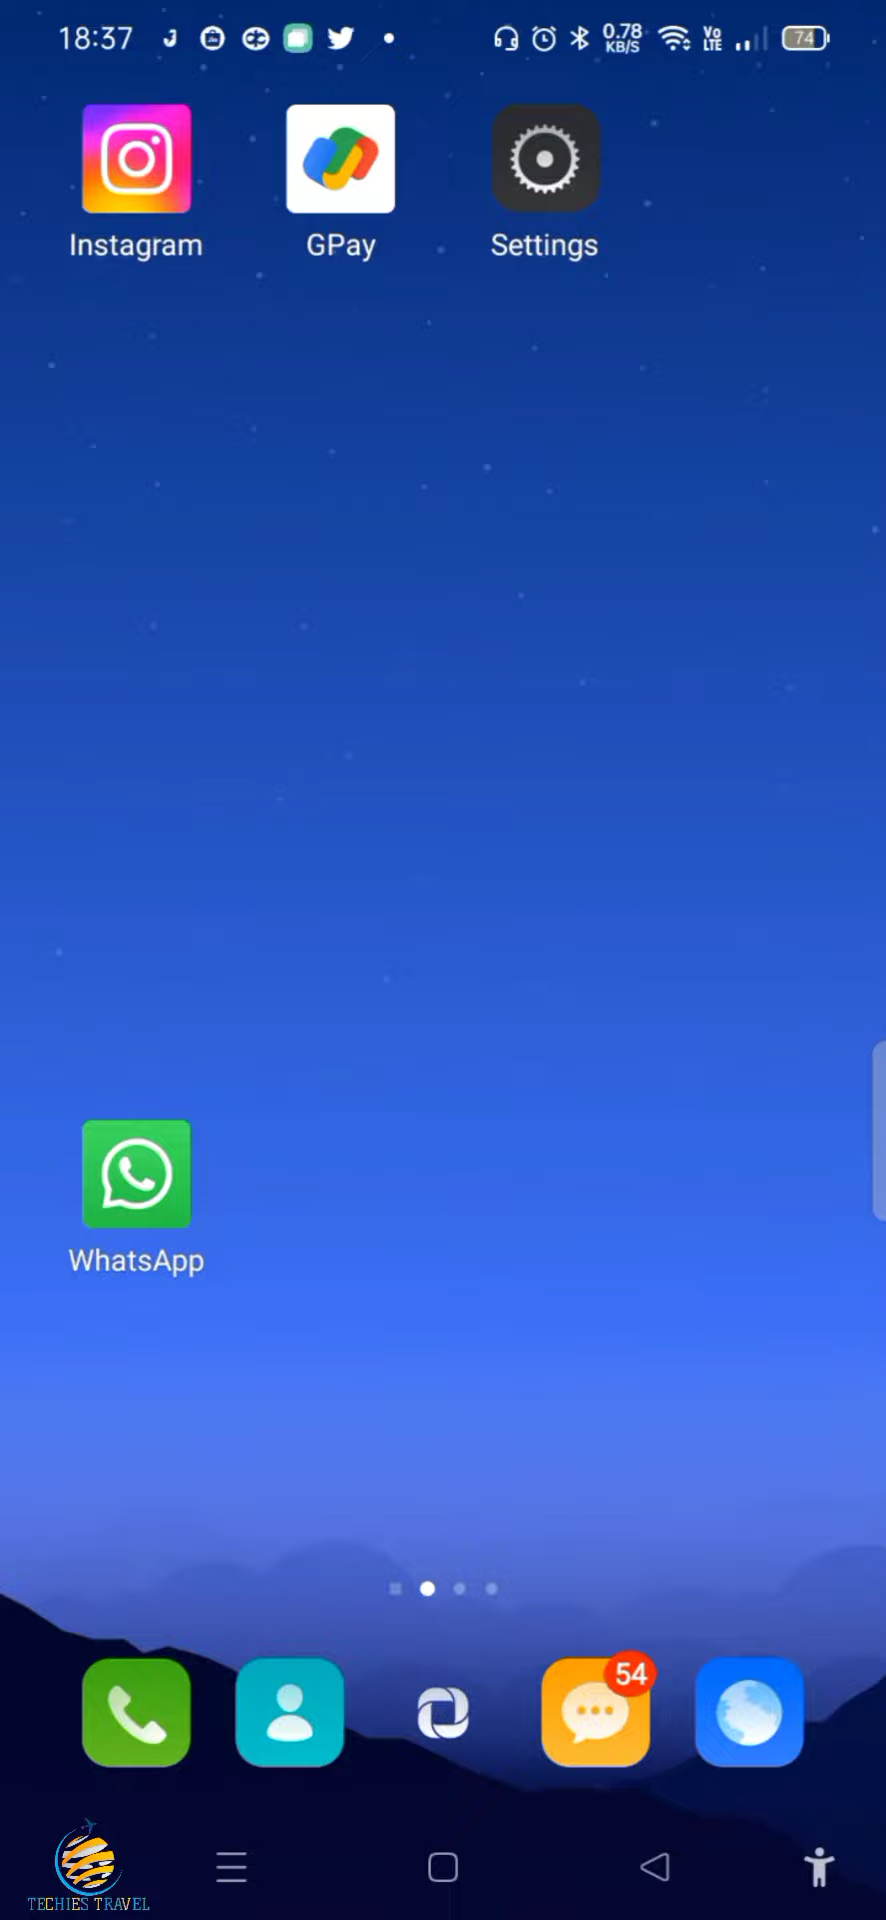 18:37 0.78 KB/S Vo LTE 74
Instagram GPay Settings
WhatsApp
54
TECHIES TRAVEL